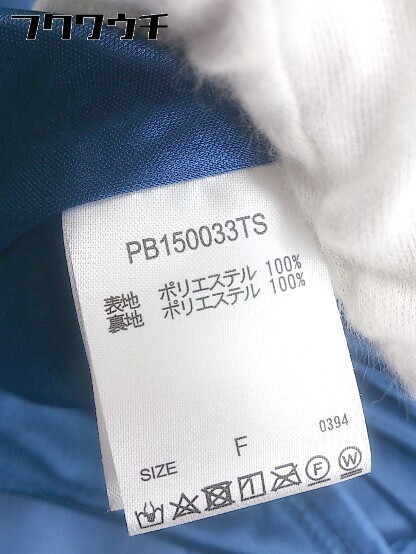 フクウウチ
PB150033TS
表地 ポリエステル 100%
裏地 ポリエステル 100%
0394
SIZE F
F W